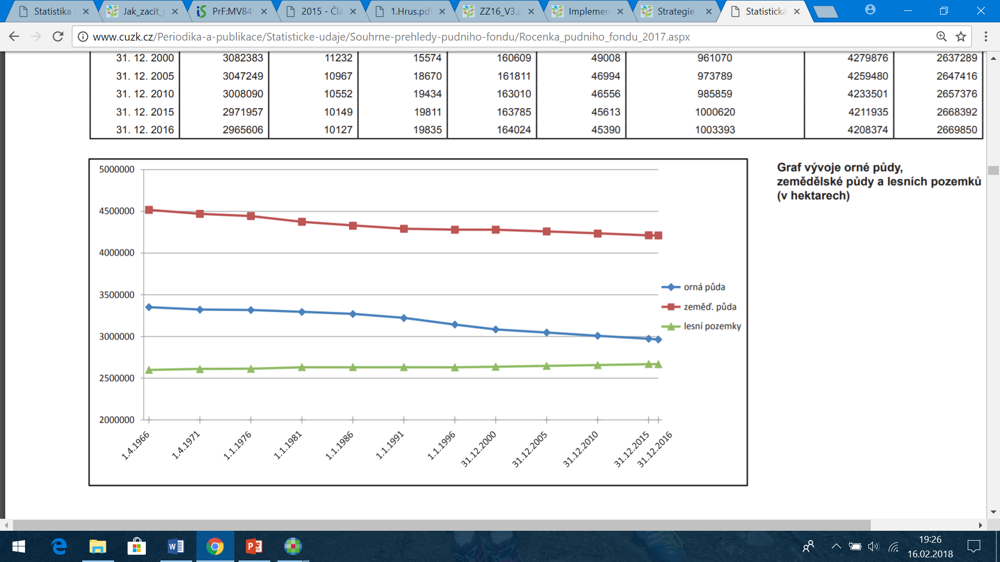 Statistika
Jak_zacit_
PrF:MV84
2015 - Člá
1.Hrus.pdf
ZZ16_V3.p
Implemen
Strategie_
Statistická
www.cuzk.cz/Periodika-a-publikace/Statisticke-udaje/Souhrne-prehledy-pudniho-fondu/Rocenka_pudniho_fondu_2017.aspx
31. 12. 2000 3082383 11232 15574 160609 49008 961070 4279876 2637289
31. 12. 2005 3047249 10967 18670 161811 46994 973789 4259480 2647416
31. 12. 2010 3008090 10552 19434 163010 46556 985859 4233501 2657376
31. 12. 2015 2971957 10149 19811 163785 45613 1000620 4211935 2668392
31. 12. 2016 2965606 10127 19835 164024 45390 1003393 4208374 2669850
Graf vývoje orné půdy,
zemědělské půdy a lesních pozemků
(v hektarech)
5000000
4500000
4000000
3500000
3000000
2500000
2000000
orná půda
zeměď. půda
lesní pozemky
1.4.1966
1.4.1971
1.1.1976
1.1.1981
1.1.1986
1.1.1991
1.1.1996
31.12.2000
31.12.2005
31.12.2010
31.12.2015
31.12.2016
19:26
16.02.2018